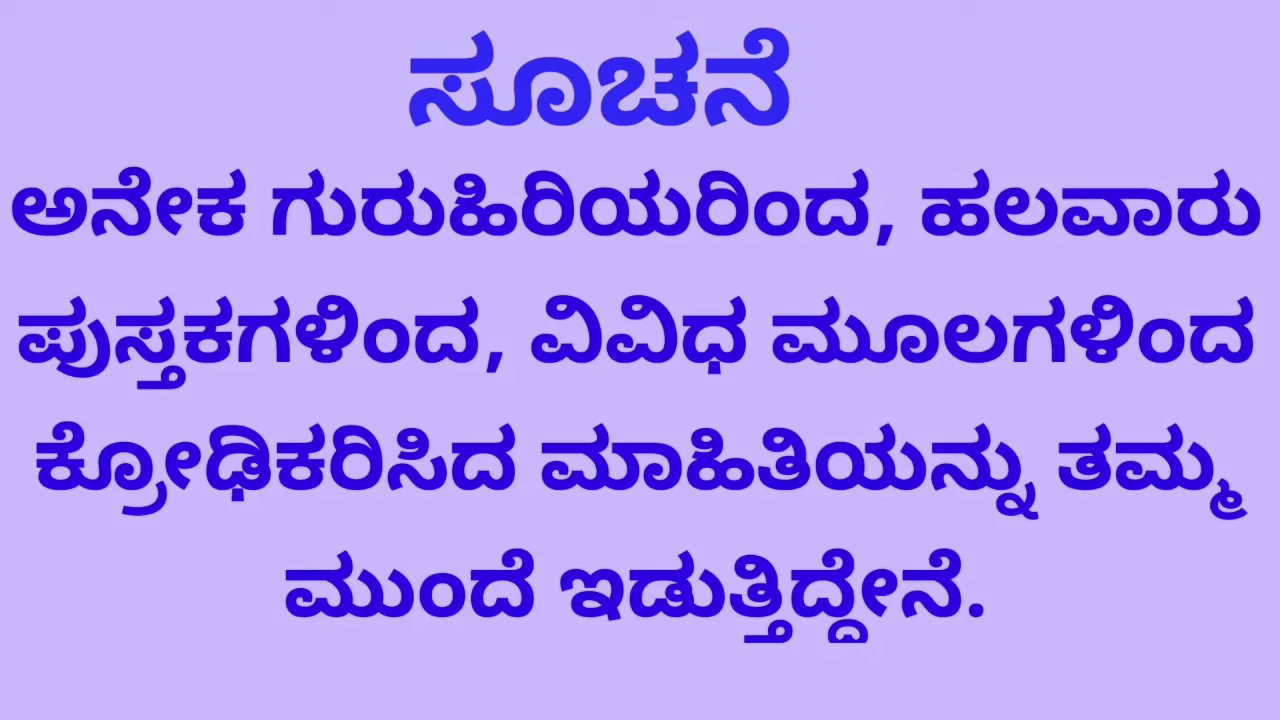 ಸೂಚನೆ
ಅನೇಕ ಗುರುಹಿರಿಯರಿಂದ, ಹಲವಾರು
ಪುಸ್ತಕಗಳಿಂದ, ವಿವಿಧ ಮೂಲಗಳಿಂದ
ಕ್ರೋಢಿಕರಿಸಿದ ಮಾಹಿತಿಯನ್ನು ತಮ್ಮ
ಮುಂದೆ ಇಡುತ್ತಿದ್ದೇನೆ.